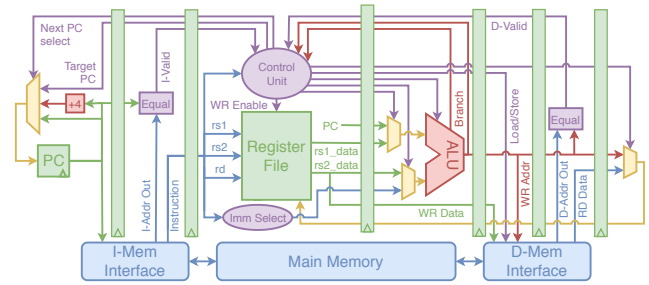 Next PC
select
Target
PC
+4
PC
I-Valid
Equal
I-Addr Out
Instruction
Control
Unit
WR Enable
rs1
rs2
rd
Register
File
Imm Select
PC
rs1_data
rs2_data
ALU
Branch
WR Data
D-Valid
Load/Store
WR Addr
Equal
D-Addr Out
RD Data
I-Mem
Interface
Main Memory
D-Mem
Interface